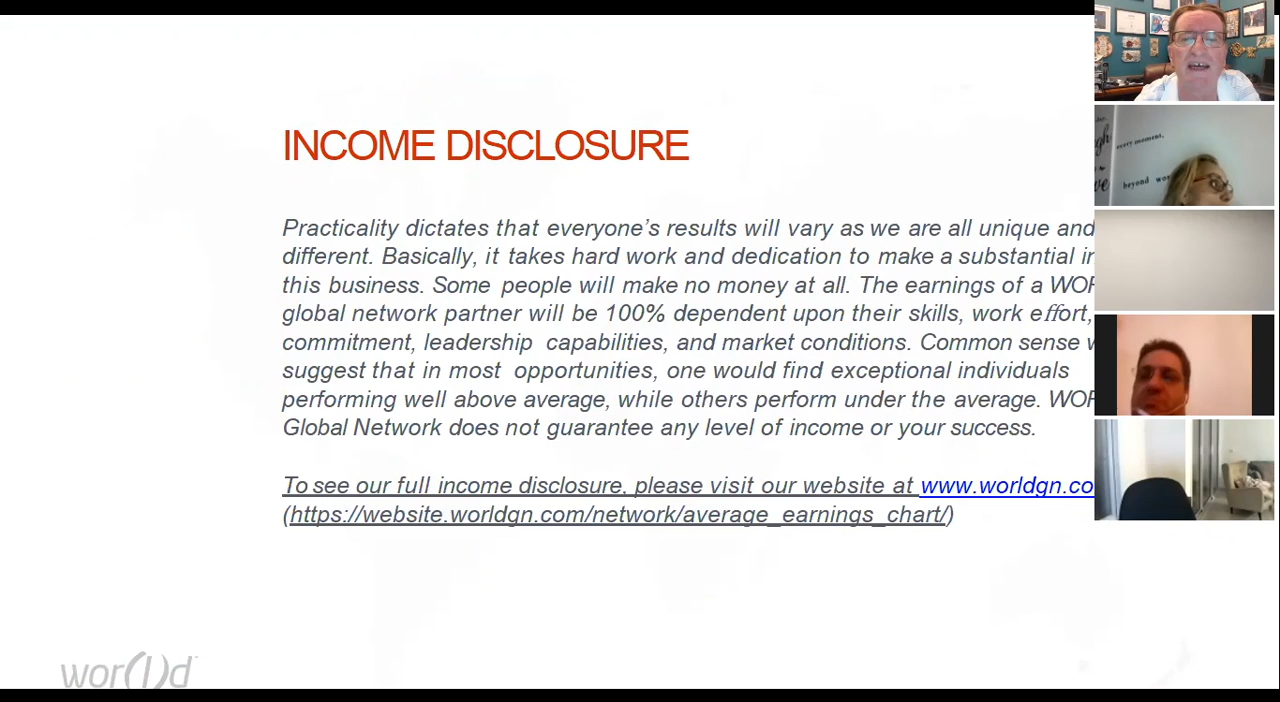 INCOME DISCLOSURE
Practicality dictates that everyone’s results will vary as we are all unique and
different. Basically, it takes hard work and dedication to make a substantial
this business. Some people will make no money at all. The earnings of a
global network partner will be 100% dependent upon their skills, work effort,
commitment, leadership capabilities, and market conditions. Common sense
suggest that in most opportunities, one would find exceptional individuals
performing well above average, while others perform under the average.
Global Network does not guarantee any level of income or your success.
To see our full income disclosure, please visit our website at www.worldgn.co
(https://website.worldgn.com/network/average_earnings_chart/)
wor(l)d
every moment,
beyond